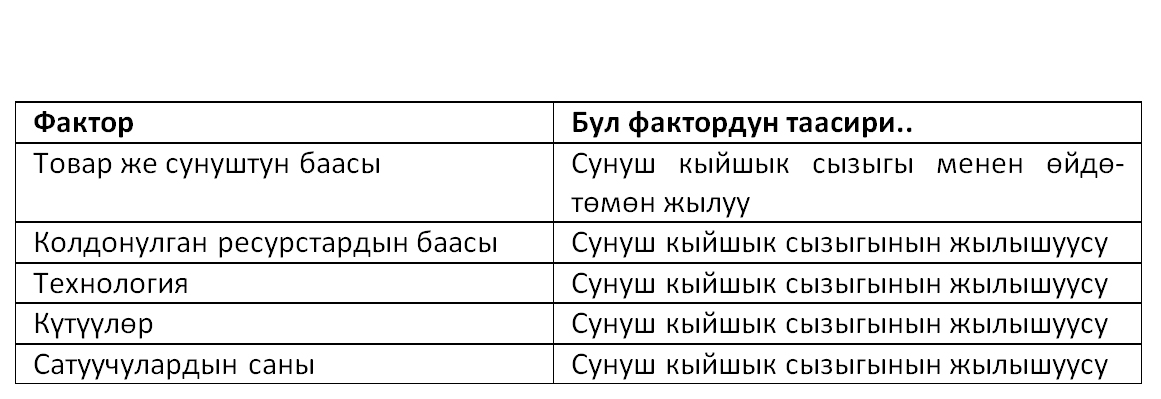 Фактор Бул фактордун таасири..
Товар же сунуштун баасы Сунуш кыйшык сызыгы менен өйдө-
төмөн жылуу
Колдонулган ресурстардын баасы Сунуш кыйшык сызыгынын жылышуусу
Технология Сунуш кыйшык сызыгынын жылышуусу
Күтүүлөр Сунуш кыйшык сызыгынын жылышуусу
Сатуучулардын саны Сунуш кыйшык сызыгынын жылышуусу